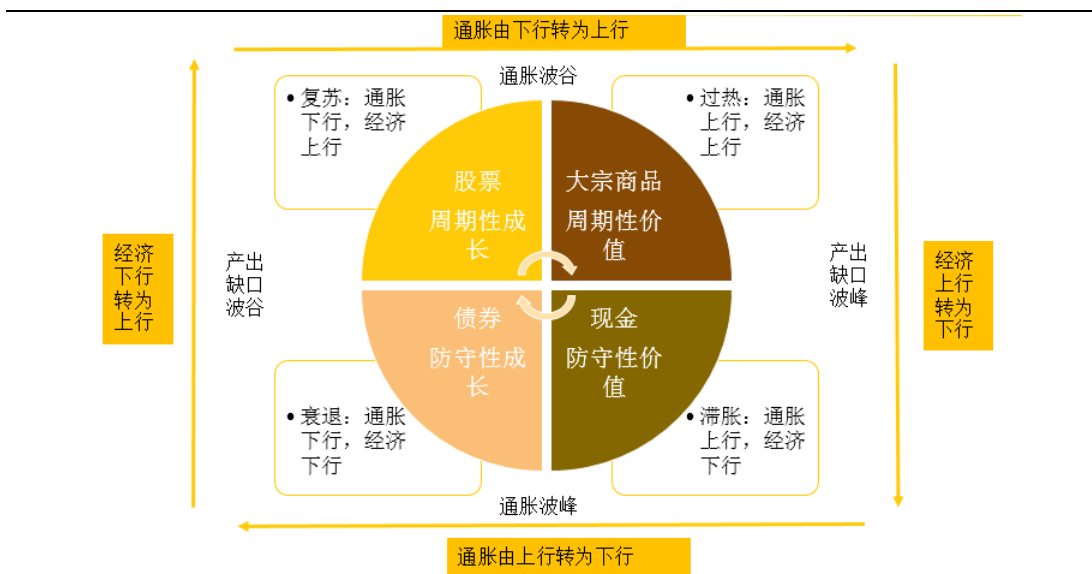 通胀由下行转为上行
通胀波谷
•复苏：通胀
下行，经济
上行
•过热：通胀
上行，经济
上行
股票
周期性成
长
大宗商品
周期性价
值
经济
下行
转为
上行
产出
缺口
波谷
产出
缺口
波峰
经济
上行
转为
下行
债券
防守性成
长
现金
防守性价
值
•衰退：通胀
下行，经济
下行
•滞胀：通胀
上行，经济
下行
通胀波峰
通胀由上行转为下行